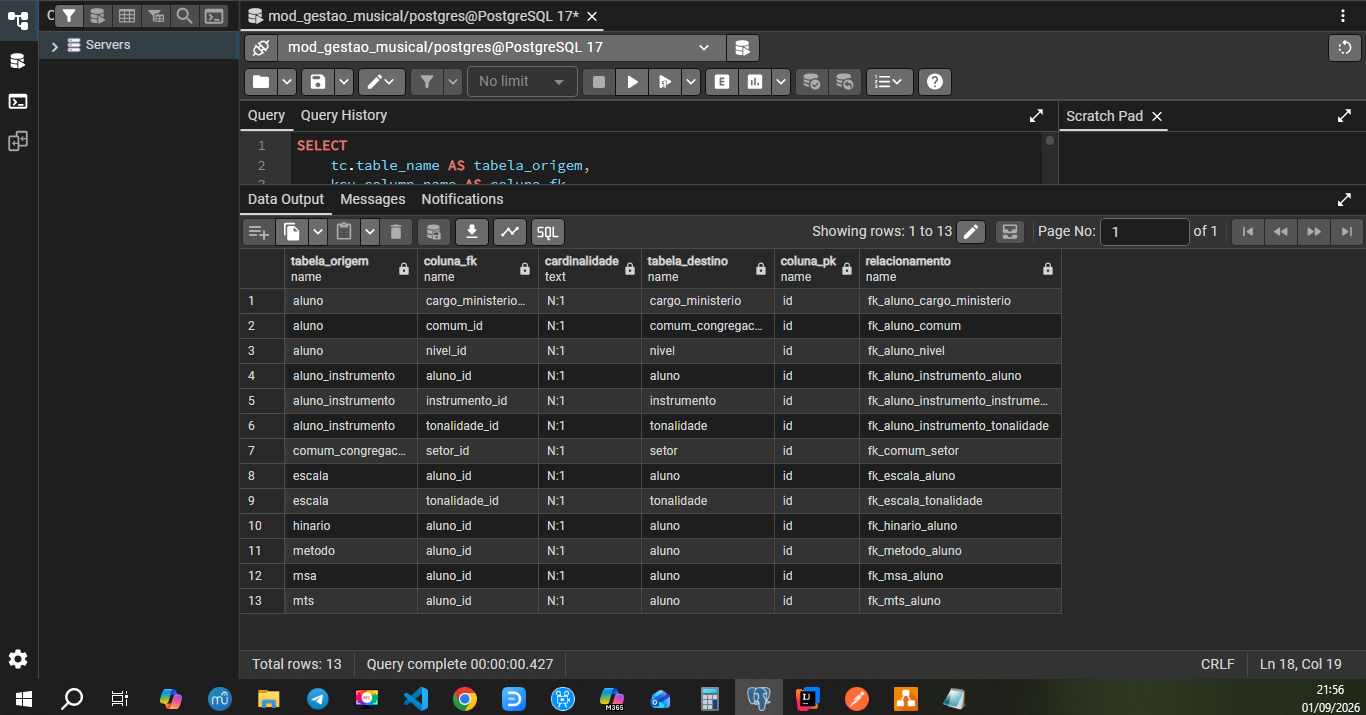 mod_gestao_musical/postgres@PostgreSQL 17*
Servers
mod_gestao_musical/postgres@PostgreSQL 17
No limit
E
SQL
Query Query History
Scratch Pad
1 SELECT
2 tc.table_name AS tabela_origem,
3 kcu.column_name AS coluna_fk
Data Output Messages Notifications
Showing rows: 1 to 13 Page No: 1 of 1
tabela_origem coluna_fk cardinalidade tabela_destino coluna_pk relacionamento
name name text name name name
1 aluno cargo_ministerio... N:1 cargo_ministerio id fk_aluno_cargo_ministerio
2 aluno comum_id N:1 comum_congregac... id fk_aluno_comum
3 aluno nivel_id N:1 nivel id fk_aluno_nivel
4 aluno_instrumento aluno_id N:1 aluno id fk_aluno_instrumento_aluno
5 aluno_instrumento instrumento_id N:1 instrumento id fk_aluno_instrumento_instrume...
6 aluno_instrumento tonalidade_id N:1 tonalidade id fk_aluno_instrumento_tonalidade
7 comum_congregac... setor_id N:1 setor id fk_comum_setor
8 escala aluno_id N:1 aluno id fk_escala_aluno
9 escala tonalidade_id N:1 tonalidade id fk_escala_tonalidade
10 hinario aluno_id N:1 aluno id fk_hinario_aluno
11 metodo aluno_id N:1 aluno id fk_metodo_aluno
12 msa aluno_id N:1 aluno id fk_msa_aluno
13 mts aluno_id N:1 aluno id fk_mts_aluno
Total rows: 13 Query complete 00:00:00.427 CRLF Ln 18, Col 19
M365
21:56
01/09/2026